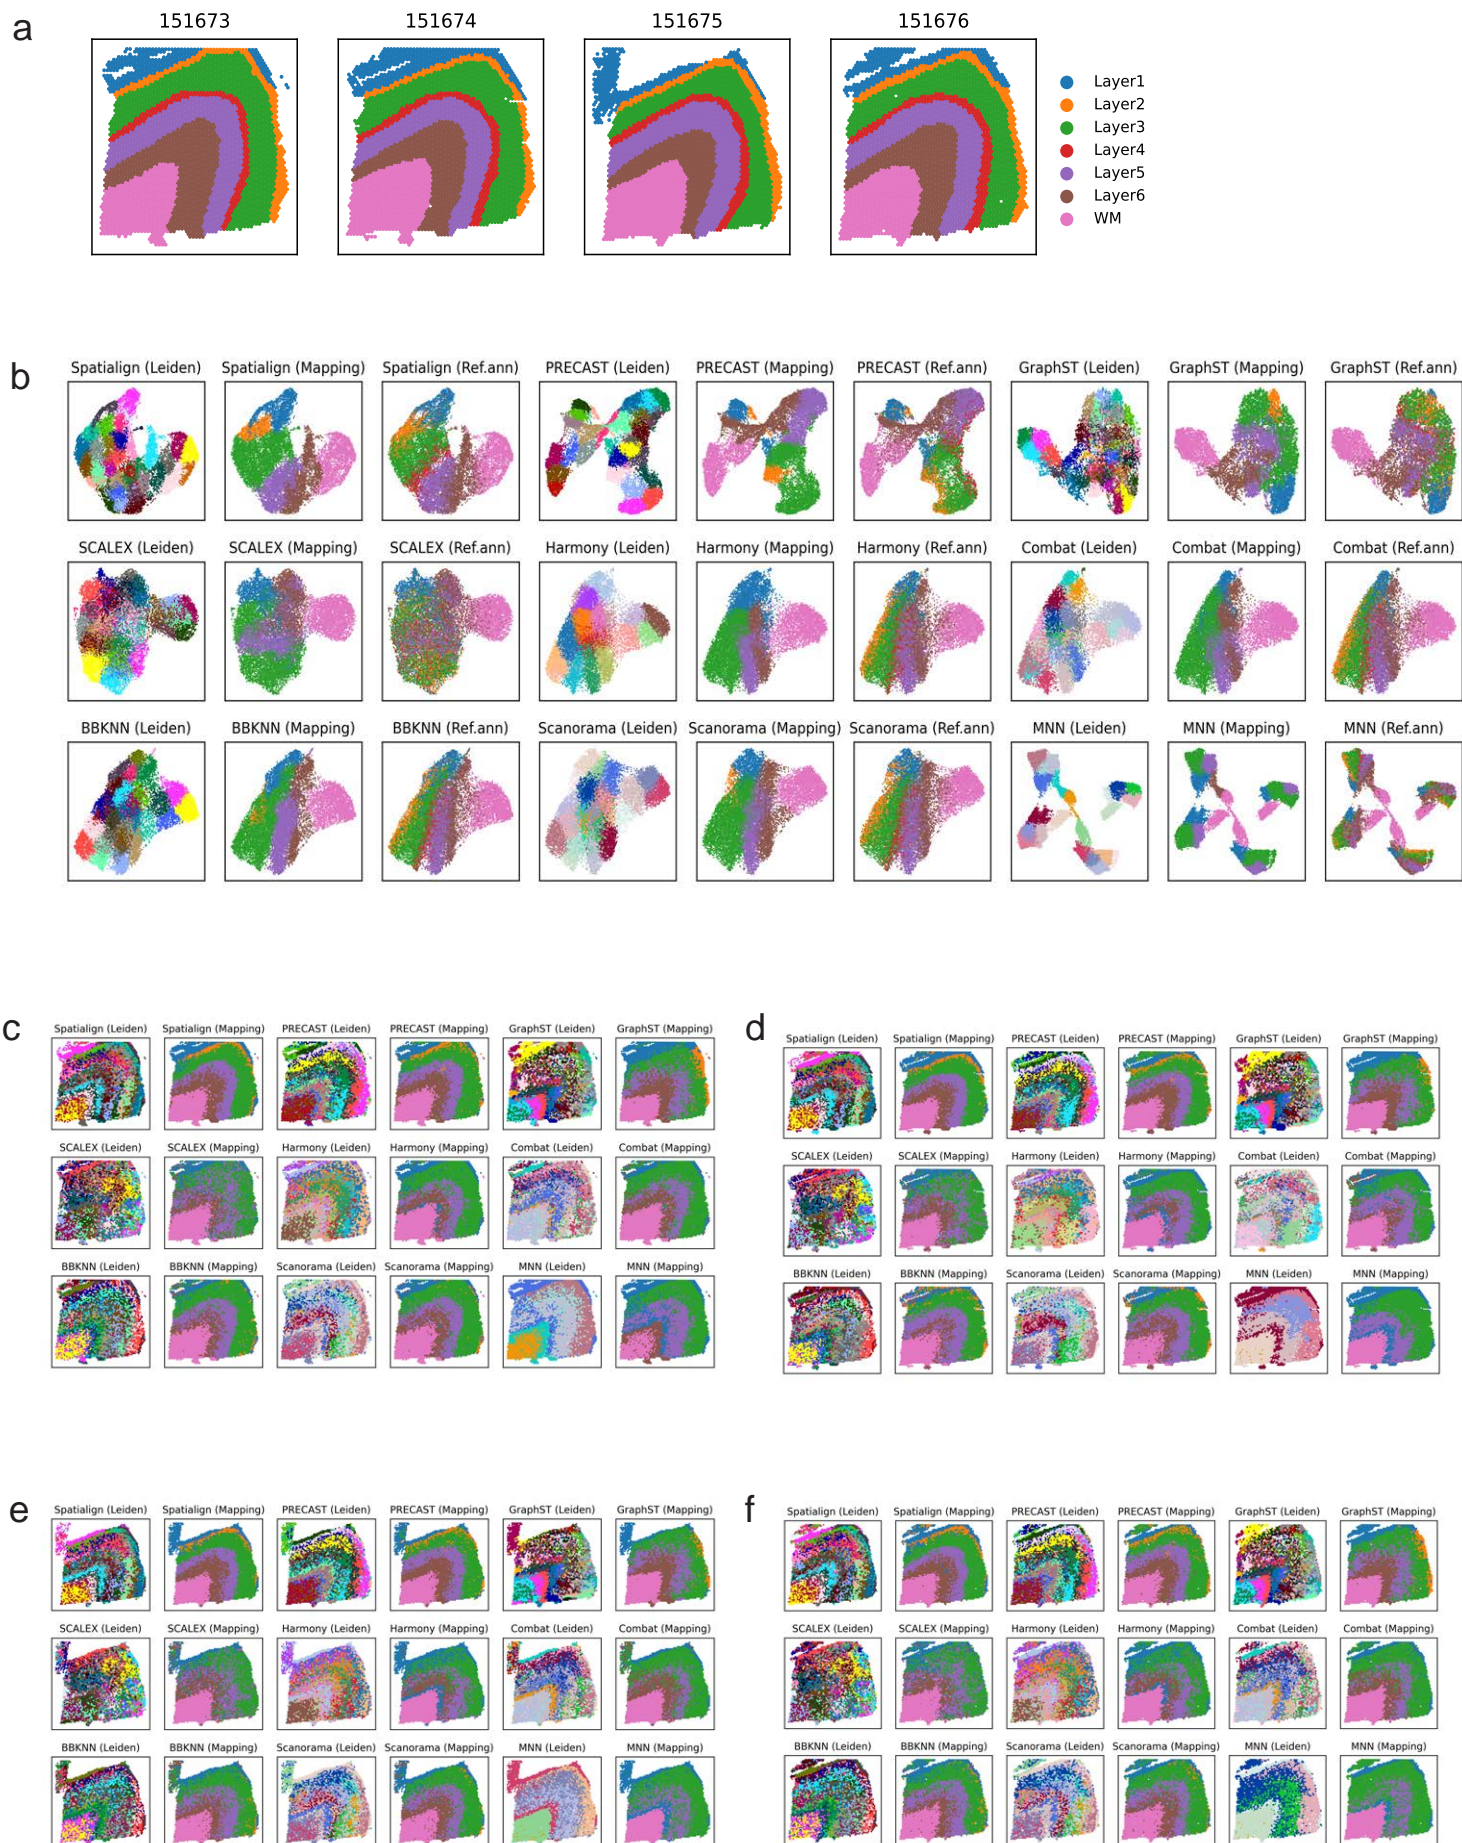 a
151673 151674 151675 151676
Layer1
Layer2
Layer3
Layer4
Layer5
Layer6
WM
b
Spatialign (Leiden) Spatialign (Mapping) Spatialign (Ref.ann) PRECAST (Leiden) PRECAST (Mapping) PRECAST (Ref.ann) GraphST (Leiden) GraphST (Mapping) GraphST (Ref.ann)
SCALEX (Leiden) SCALEX (Mapping) SCALEX (Ref.ann) Harmony (Leiden) Harmony (Mapping) Harmony (Ref.ann) Combat (Leiden) Combat (Mapping) Combat (Ref.ann)
BBKNN (Leiden) BBKNN (Mapping) BBKNN (Ref.ann) Scanorama (Leiden) Scanorama (Mapping) Scanorama (Ref.ann) MNN (Leiden) MNN (Mapping) MNN (Ref.ann)
c
Spatialign (Leiden) Spatialign (Mapping) PRECAST (Leiden) PRECAST (Mapping) GraphST (Leiden) GraphST (Mapping)
SCALEX (Leiden) SCALEX (Mapping) Harmony (Leiden) Harmony (Mapping) Combat (Leiden) Combat (Mapping)
BBKNN (Leiden) BBKNN (Mapping) Scanorama (Leiden) Scanorama (Mapping) MNN (Leiden) MNN (Mapping)
d
Spatialign (Leiden) Spatialign (Mapping) PRECAST (Leiden) PRECAST (Mapping) GraphST (Leiden) GraphST (Mapping)
SCALEX (Leiden) SCALEX (Mapping) Harmony (Leiden) Harmony (Mapping) Combat (Leiden) Combat (Mapping)
BBKNN (Leiden) BBKNN (Mapping) Scanorama (Leiden) Scanorama (Mapping) MNN (Leiden) MNN (Mapping)
e
Spatialign (Leiden) Spatialign (Mapping) PRECAST (Leiden) PRECAST (Mapping) GraphST (Leiden) GraphST (Mapping)
SCALEX (Leiden) SCALEX (Mapping) Harmony (Leiden) Harmony (Mapping) Combat (Leiden) Combat (Mapping)
BBKNN (Leiden) BBKNN (Mapping) Scanorama (Leiden) Scanorama (Mapping) MNN (Leiden) MNN (Mapping)
f
Spatialign (Leiden) Spatialign (Mapping) PRECAST (Leiden) PRECAST (Mapping) GraphST (Leiden) GraphST (Mapping)
SCALEX (Leiden) SCALEX (Mapping) Harmony (Leiden) Harmony (Mapping) Combat (Leiden) Combat (Mapping)
BBKNN (Leiden) BBKNN (Mapping) Scanorama (Leiden) Scanorama (Mapping) MNN (Leiden) MNN (Mapping)